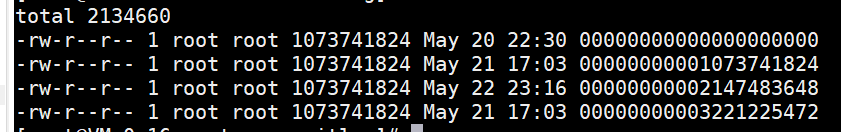 total 2134660
-rw-r--r-- 1 root root 1073741824 May 20 22:30 00000000000000000000
-rw-r--r-- 1 root root 1073741824 May 21 17:03 00000000001073741824
-rw-r--r-- 1 root root 1073741824 May 22 23:16 00000000002147483648
-rw-r--r-- 1 root root 1073741824 May 21 17:03 00000000003221225472